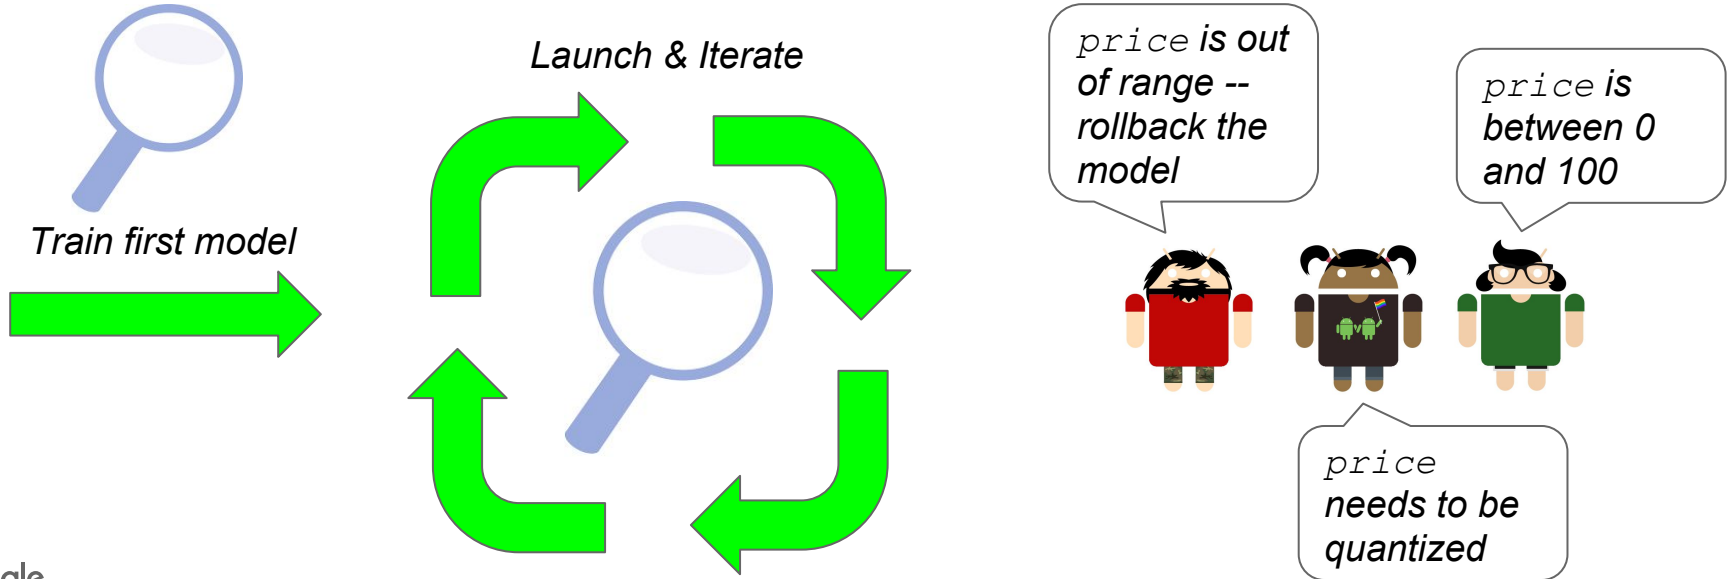 Train first model
Launch & Iterate
price is out
of range --
rollback the
model
price is
between 0
and 100
price
needs to be
quantized